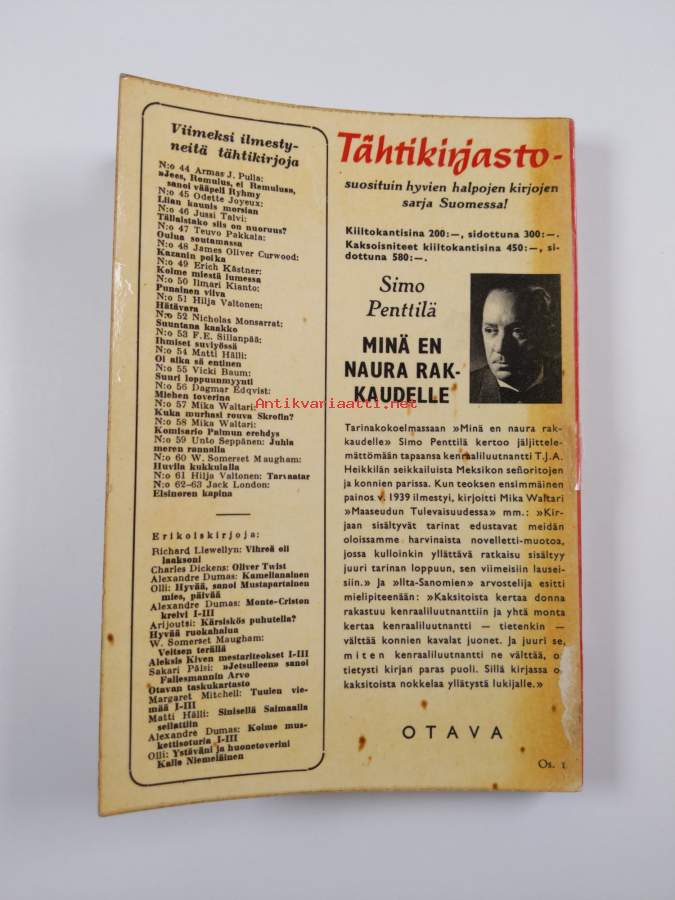 Viimeksi ilmesty-
neitä tähtikirjoja
N:o 44 Armas J. Pulla:
»Jees, Romulus, ei Remulus»,
sanoi vääpeli Ryhmy
N:o 45 Odette Joyeux:
Liian kaunis morsian
N:o 46 Jussi Talvi:
Tällaistako siis on nuoruus?
N:o 47 Teuvo Pakkala:
Oulua soutamassa
N:o 48 James Oliver Curwood:
Kazanin poika
N:o 49 Erich Kästner:
Kolme miestä lumessa
N:o 50 Ilmari Kianto:
Punainen viiva
N:o 51 Hilja Valtonen:
Hätävara
N:o 52 Nicholas Monsarrat:
Suuntana kaakko
N:o 53 F.E. Sillanpää:
Ihmiset suviyössä
N:o 54 Matti Hälli:
Oi aika sä entinen
N:o 55 Vicki Baum:
Suuri loppuunmyynti
N:o 56 Dagmar Edqvist:
Miehen toverina
N:o 57 Mika Waltari:
Kuka murhasi rouva Skrofin?
N:o 58 Mika Waltari:
Komisario Palmun erehdys
N:o 59 Unto Seppänen: Juhla
meren rannalla
N:o 60 W. Somerset Maugham:
Huvila kukkulalla
N:o 61 Hilja Valtonen: Tarvaatar
N:o 62–63 Jack London:
Elsinoren kapina
Erikoiskirjoja:
Richard Llewellyn: Vihreä oli
laaksoni
Charles Dickens: Oliver Twist
Alexandre Dumas: Kamelianainen
Olli: Hyvää, sanoi Mustapartainen
mies, päivää
Alexandre Dumas: Monte-Criston
kreivi I-III
Arijoutsi: Kärsiskös puhutella?
Hyvää ruokahalua
W. Somerset Maugham:
Veitsen terällä
Aleksis Kiven mestariteokset I-III
Sakari Pälsi: »Jetsulleen» sanoi
Fallesmannin Arvo
Otavan taskukartasto
Margaret Mitchell: Tuulen vie-
mää I-III
Matti Hälli: Sinisellä Saimaalla
seilattiin
Alexandre Dumas: Kolme mus-
kettisoturia I-III
Olli: Ystäväni ja huonetoverini
Kalle Niemeläinen
Tähtikirjasto-
suosituin hyvien halpojen kirjojen
sarja Suomessa!
Kiiltokantisina 200:—, sidottuna 300:—.
Kaksoisniteet kiiltokantisina 450:—, si-
dottuna 580:—.
Simo
Penttilä
MINÄ EN
NAURA RAK-
KAUDELLE
Antikvariaatti.net
Tarinakokoelmassaan »Minä en naura rak-
kaudelle» Simo Penttilä kertoo jäljittele-
mättömään tapaansa kenraaliluutnantti T.J.A.
Heikkilän seikkailuista Meksikon señoritojen
ja konnien parissa. Kun teoksen ensimmäinen
painos v. 1939 ilmestyi, kirjoitti Mika Waltari
»Maaseudun Tulevaisuudessa» mm.: »Kir-
jaan sisältyvät tarinat edustavat meidän
oloissamme harvinaista novelletti-muotoa,
jossa kulloinkin yllättävä ratkaisu sisältyy
juuri tarinan loppuun, sen viimeisiin lausei-
siin.» Ja »Ilta-Sanomien» arvostelija esitti
mielipiteenään: »Kaksitoista kertaa donna
rakastuu kenraaliluutnanttiin ja yhtä monta
kertaa kenraaliluutnantti — tietenkin —
välttää konnien kavalat juonet. Ja juuri se,
miten kenraaliluutnantti ne välttää, o
tietysti kirjan paras puoli. Sillä kirjassa o
kaksitoista nokkelaa yllätystä lukijalle.»
OTAVA
Os. 1